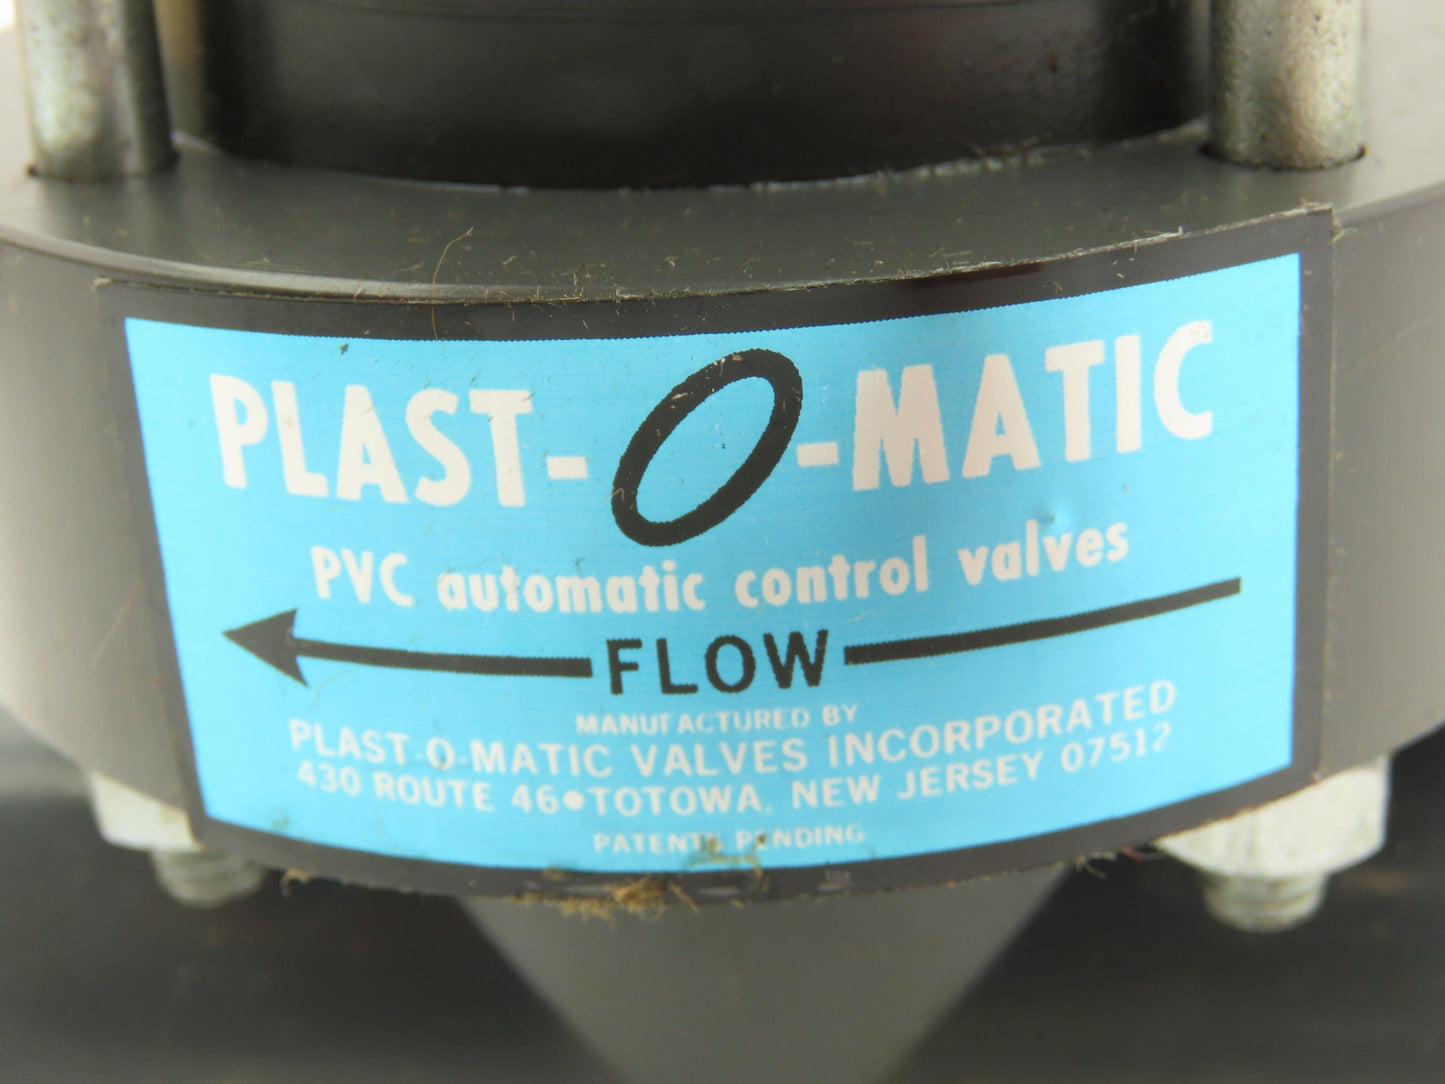 PLAST-O-MATIC
PVC automatic control valves
FLOW
MANUFACTURED BY
PLAST-O-MATIC VALVES INCORPORATED
430 ROUTE 46•TOTOWA, NEW JERSEY 07512
PATENTS PENDING